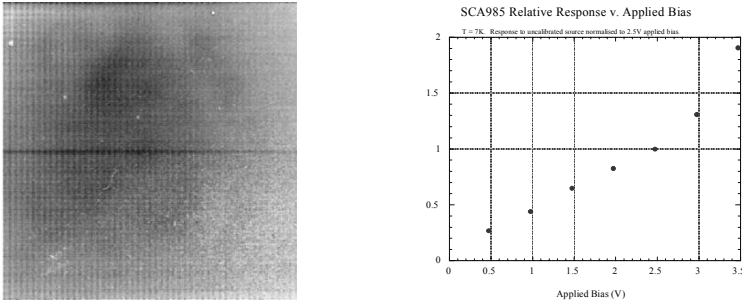 SCA985 Relative Response v. Applied Bias
T = 7K. Response to uncalibrated source normalised to 2.5V applied bias
2
1.5
1
0.5
0
0 0.5 1 1.5 2 2.5 3 3.5
Applied Bias (V)